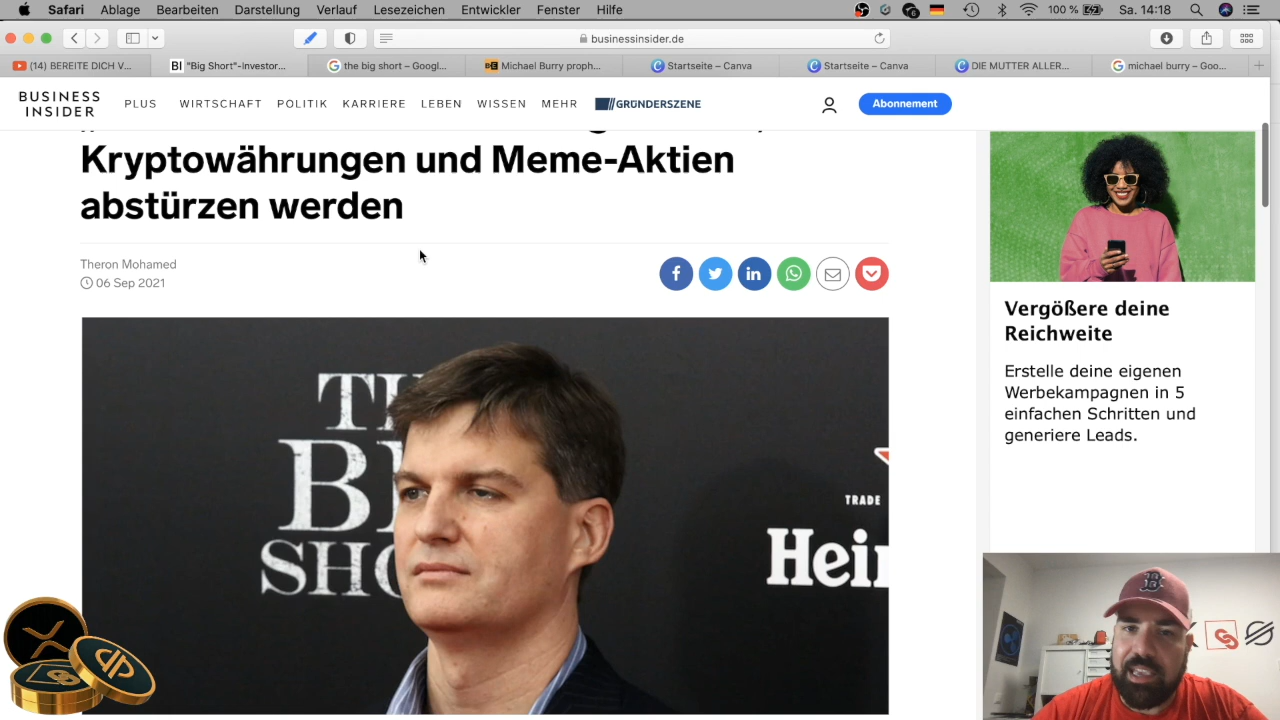 Safari Ablage Bearbeiten Darstellung Verlauf Lesezeichen Entwickler Fenster Hilfe 100 % Sa. 14:18
businessinsider.de
(14) BEREITE DICH V... BI "Big Short"-Investor... the big short – Googl... Michael Burry proph... Startseite – Canva Startseite – Canva DIE MUTTER ALLER... michael burry – Goo...
BUSINESS
INSIDER
PLUS WIRTSCHAFT POLITIK KARRIERE LEBEN WISSEN MEHR GRÜNDERSZENE Abonnement
Kryptowährungen und Meme-Aktien
abstürzen werden
Theron Mohamed
06 Sep 2021
Vergößere deine
Reichweite
Erstelle deine eigenen
Werbekampagnen in 5
einfachen Schritten und
generiere Leads.
SHO
TRADE
Hei
B